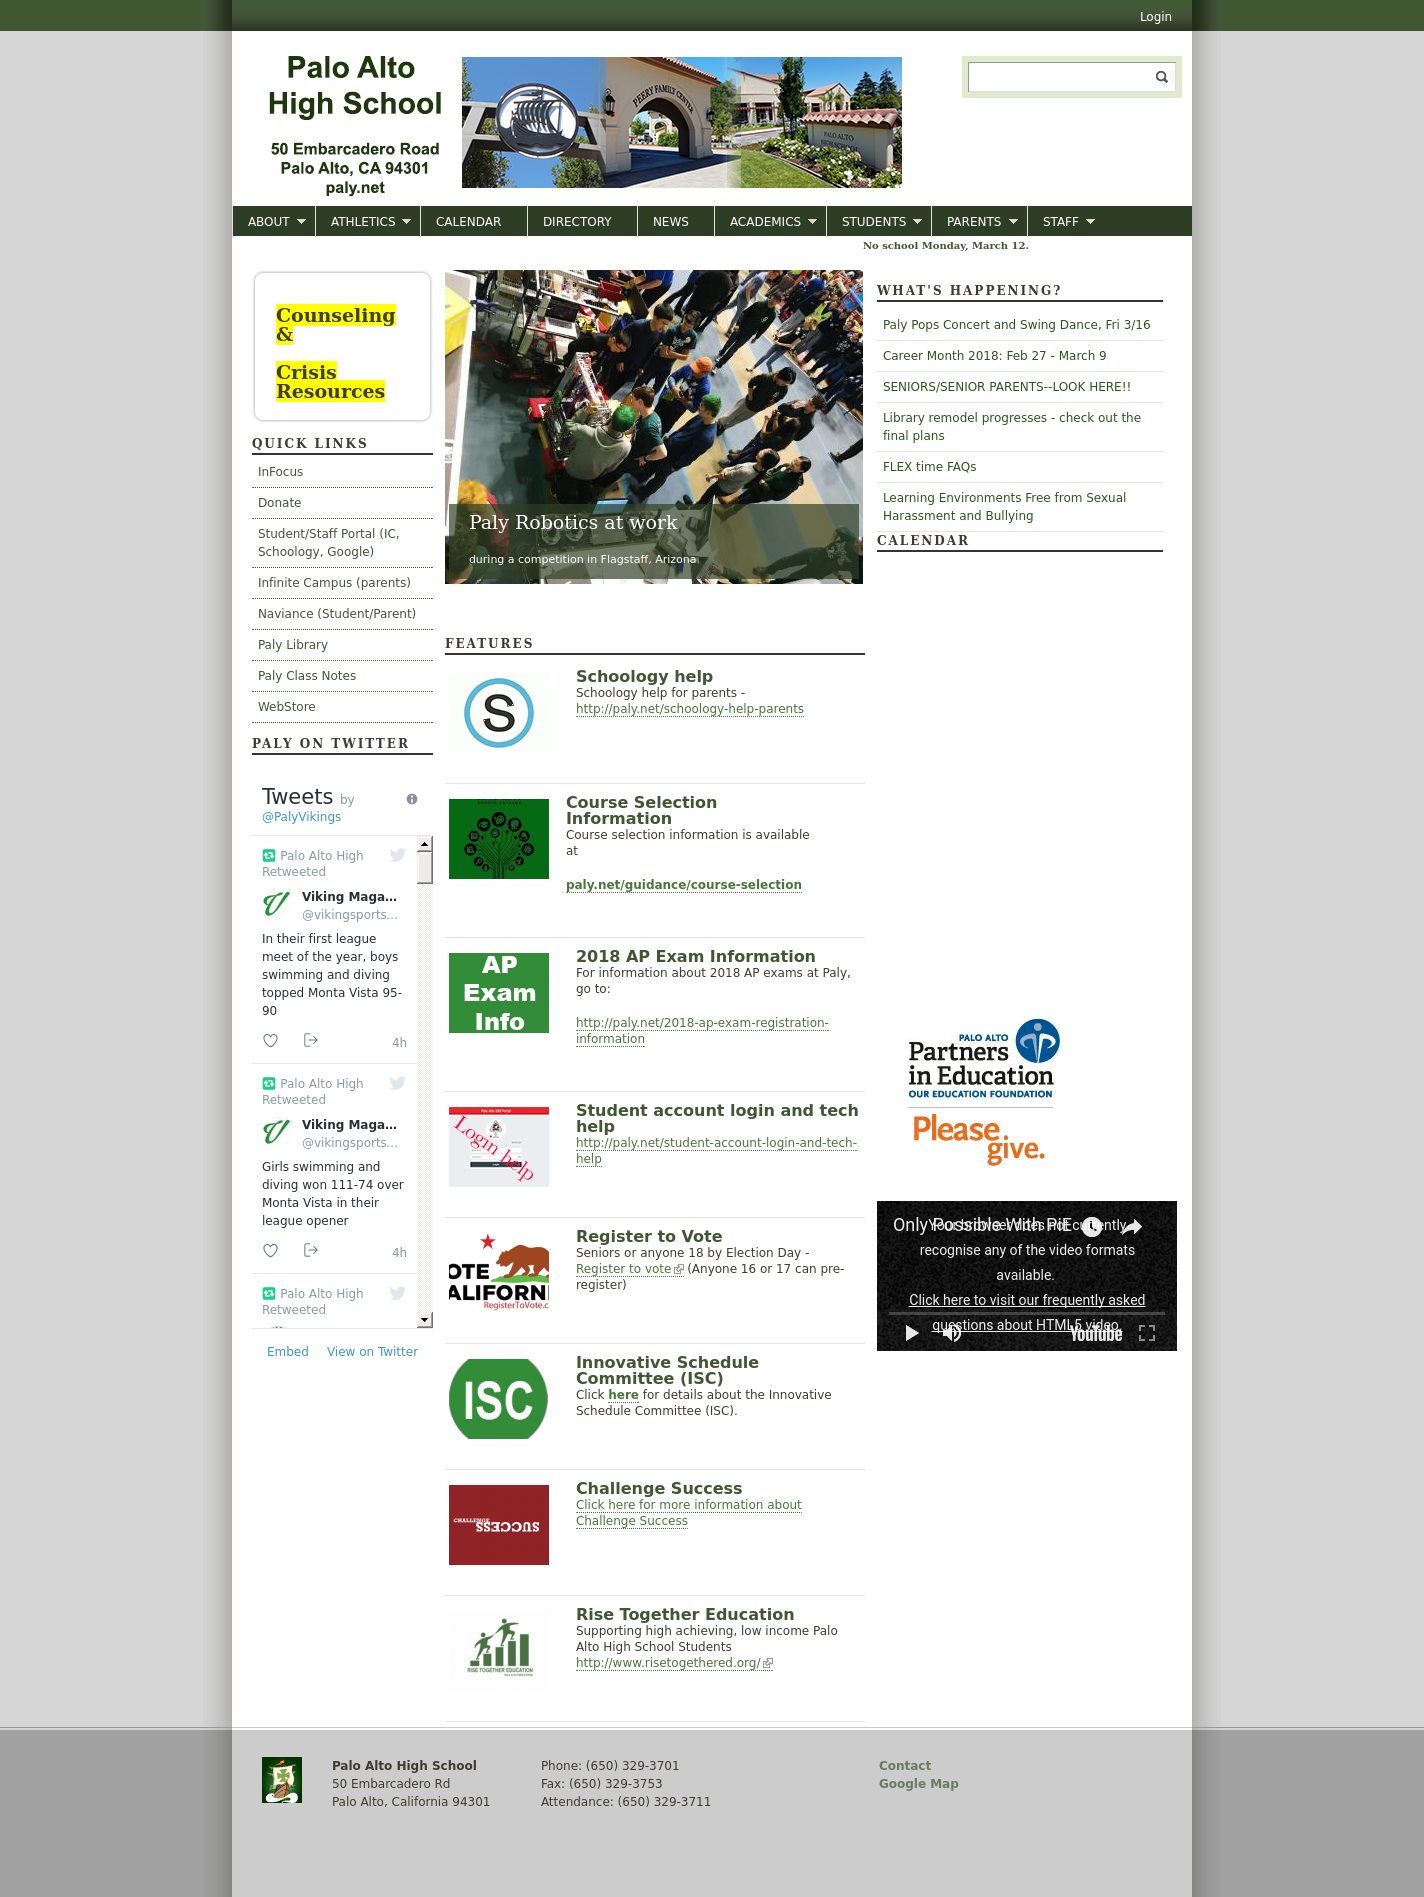 Login
Palo Alto
High School
50 Embarcadero Road
Palo Alto, CA 94301
paly.net
PEERY FAMILY CENTER
PALO ALTO
HIGH SCHOOL
ABOUT
ATHLETICS
CALENDAR
DIRECTORY
NEWS
ACADEMICS
STUDENTS
PARENTS
STAFF
No school Monday, March 12.
Counseling
&
Crisis
Resources
QUICK LINKS
InFocus
Donate
Student/Staff Portal (IC,
Schoology, Google)
Infinite Campus (parents)
Naviance (Student/Parent)
Paly Library
Paly Class Notes
WebStore
PALY ON TWITTER
Tweets by
@PalyVikings
Palo Alto High
Retweeted
Viking Maga...
@vikingsports...
In their first league
meet of the year, boys
swimming and diving
topped Monta Vista 95-
90
4h
Palo Alto High
Retweeted
Viking Maga...
@vikingsports...
Girls swimming and
diving won 111-74 over
Monta Vista in their
league opener
4h
Palo Alto High
Retweeted
Embed
View on Twitter
Paly Robotics at work
during a competition in Flagstaff, Arizona
FEATURES
S
Schoology help
Schoology help for parents -
http://paly.net/schoology-help-parents
Course Selection
Information
Course selection information is available
at
paly.net/guidance/course-selection
AP
Exam
Info
2018 AP Exam Information
For information about 2018 AP exams at Paly,
go to:
http://paly.net/2018-ap-exam-registration-
information
Login help
Student account login and tech
help
http://paly.net/student-account-login-and-tech-
help
OTE
ALIFORN
RegisterToVote.c
Register to Vote
Seniors or anyone 18 by Election Day -
Register to vote (Anyone 16 or 17 can pre-
register)
ISC
Innovative Schedule
Committee (ISC)
Click here for details about the Innovative
Schedule Committee (ISC).
CHALLENGE
SUCCESS
Challenge Success
Click here for more information about
Challenge Success
RISE TOGETHER EDUCATION
Rise Together Education
Supporting high achieving, low income Palo
Alto High School Students
http://www.risetogethered.org/
WHAT'S HAPPENING?
Paly Pops Concert and Swing Dance, Fri 3/16
Career Month 2018: Feb 27 - March 9
SENIORS/SENIOR PARENTS--LOOK HERE!!
Library remodel progresses - check out the
final plans
FLEX time FAQs
Learning Environments Free from Sexual
Harassment and Bullying
CALENDAR
PALO ALTO
Partners
in Education
OUR EDUCATION FOUNDATION
Please
give.
Only Possible With PiE
Your browser does not currently
recognise any of the video formats
available.
Click here to visit our frequently asked
questions about HTML5 video.
YouTube
Palo Alto High School
50 Embarcadero Rd
Palo Alto, California 94301
Phone: (650) 329-3701
Fax: (650) 329-3753
Attendance: (650) 329-3711
Contact
Google Map